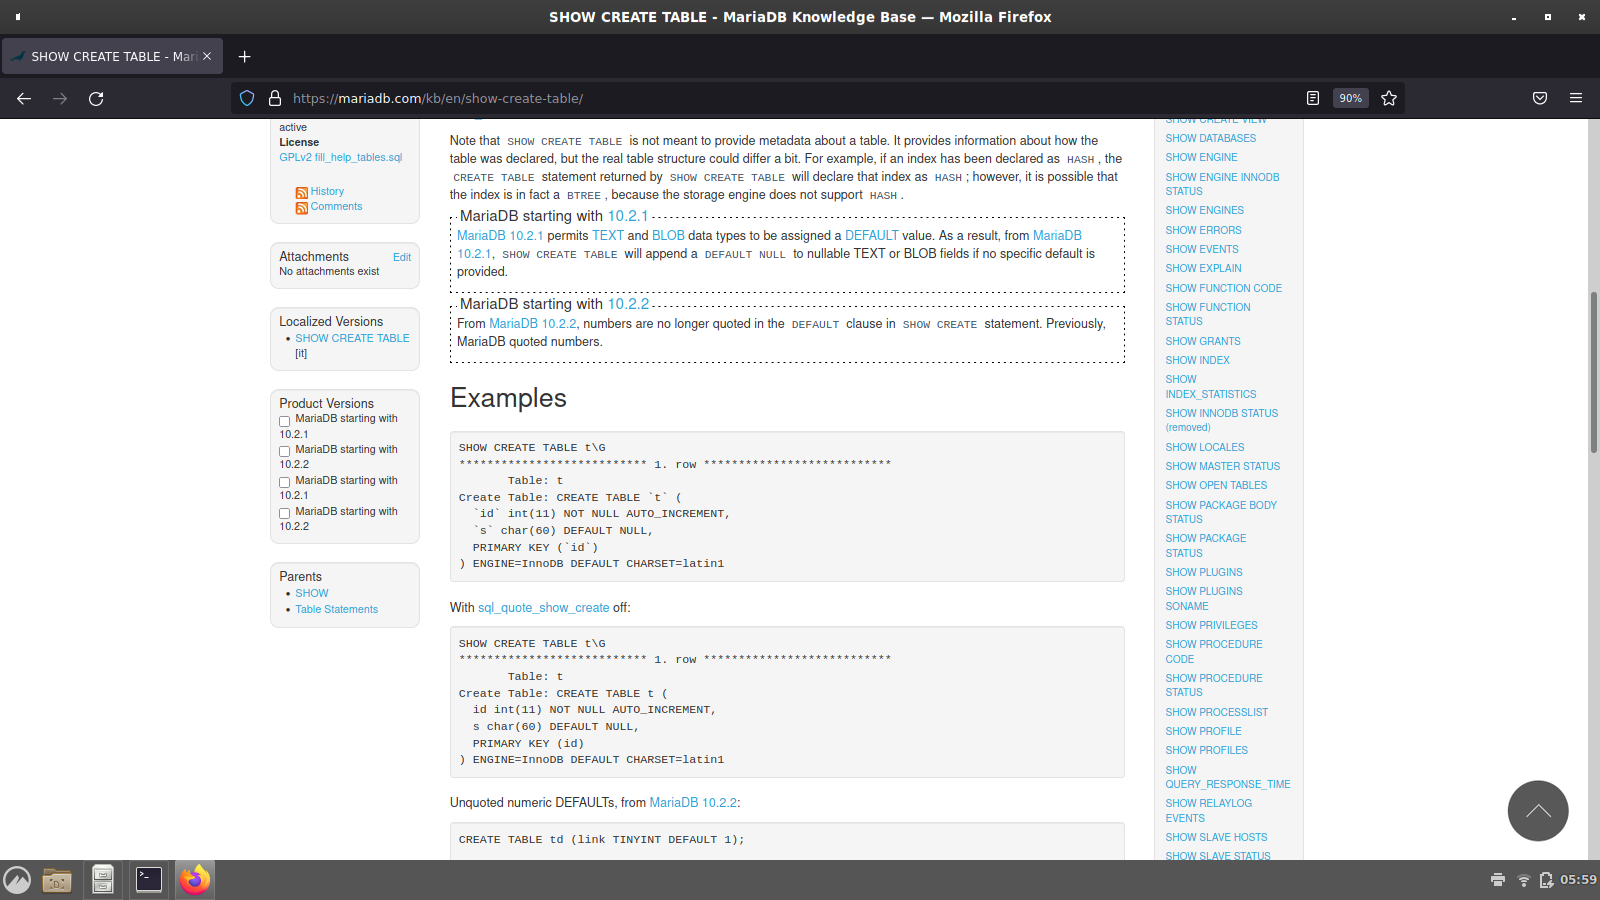 SHOW CREATE TABLE - MariaDB Knowledge Base — Mozilla Firefox
SHOW CREATE TABLE - Mari
https://mariadb.com/kb/en/show-create-table/
90%
active
License
GPLv2 fill_help_tables.sql
History
Comments
Attachments
Edit
No attachments exist
Localized Versions
• SHOW CREATE TABLE
[it]
Product Versions
MariaDB starting with
10.2.1
MariaDB starting with
10.2.2
MariaDB starting with
10.2.1
MariaDB starting with
10.2.2
Parents
• SHOW
• Table Statements
Note that SHOW CREATE TABLE is not meant to provide metadata about a table. It provides information about how the
table was declared, but the real table structure could differ a bit. For example, if an index has been declared as HASH, the
CREATE TABLE statement returned by SHOW CREATE TABLE will declare that index as HASH; however, it is possible that
the index is in fact a BTREE, because the storage engine does not support HASH.
MariaDB starting with 10.2.1
MariaDB 10.2.1 permits TEXT and BLOB data types to be assigned a DEFAULT value. As a result, from MariaDB
10.2.1, SHOW CREATE TABLE will append a DEFAULT NULL to nullable TEXT or BLOB fields if no specific default is
provided.
MariaDB starting with 10.2.2
From MariaDB 10.2.2, numbers are no longer quoted in the DEFAULT clause in SHOW CREATE statement. Previously,
MariaDB quoted numbers.
Examples
SHOW CREATE TABLE t\G
*************************** 1. row ***************************
Table: t
Create Table: CREATE TABLE `t` (
`id` int(11) NOT NULL AUTO_INCREMENT,
`s` char(60) DEFAULT NULL,
PRIMARY KEY (`id`)
) ENGINE=InnoDB DEFAULT CHARSET=latin1
With sql_quote_show_create off:
SHOW CREATE TABLE t\G
*************************** 1. row ***************************
Table: t
Create Table: CREATE TABLE t (
id int(11) NOT NULL AUTO_INCREMENT,
s char(60) DEFAULT NULL,
PRIMARY KEY (id)
) ENGINE=InnoDB DEFAULT CHARSET=latin1
Unquoted numeric DEFAULTs, from MariaDB 10.2.2:
CREATE TABLE td (link TINYINT DEFAULT 1);
SHOW CREATE VIEW
SHOW DATABASES
SHOW ENGINE
SHOW ENGINE INNODB
STATUS
SHOW ENGINES
SHOW ERRORS
SHOW EVENTS
SHOW EXPLAIN
SHOW FUNCTION CODE
SHOW FUNCTION
STATUS
SHOW GRANTS
SHOW INDEX
SHOW
INDEX_STATISTICS
SHOW INNODB STATUS
(removed)
SHOW LOCALES
SHOW MASTER STATUS
SHOW OPEN TABLES
SHOW PACKAGE BODY
STATUS
SHOW PACKAGE
STATUS
SHOW PLUGINS
SHOW PLUGINS
SONAME
SHOW PRIVILEGES
SHOW PROCEDURE
CODE
SHOW PROCEDURE
STATUS
SHOW PROCESSLIST
SHOW PROFILE
SHOW PROFILES
SHOW
QUERY_RESPONSE_TIME
SHOW RELAYLOG
EVENTS
SHOW SLAVE HOSTS
SHOW SLAVE STATUS
05:59